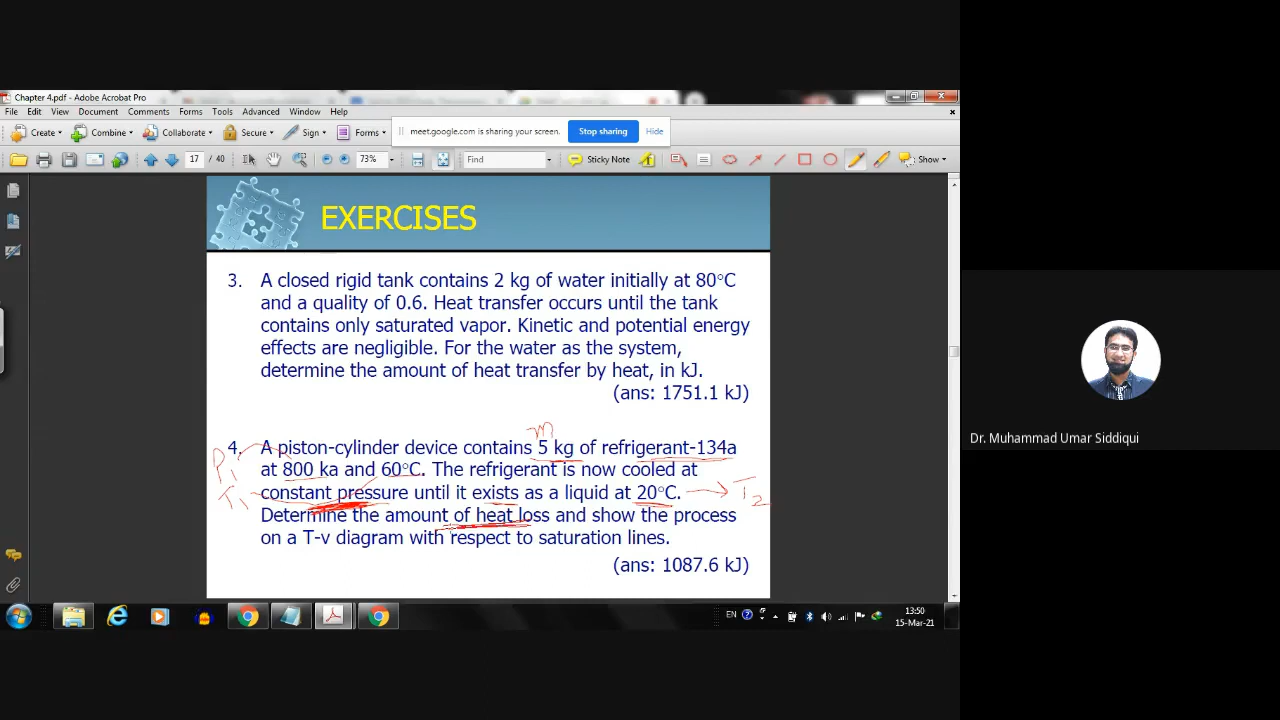 Chapter 4.pdf - Adobe Acrobat Pro
File Edit View Document Comments Forms Tools Advanced Window Help
Create Combine Collaborate Secure Sign Forms
meet.google.com is sharing your screen. Stop sharing Hide
17 / 40 73% Find Sticky Note Show
EXERCISES
3. A closed rigid tank contains 2 kg of water initially at 80°C
and a quality of 0.6. Heat transfer occurs until the tank
contains only saturated vapor. Kinetic and potential energy
effects are negligible. For the water as the system,
determine the amount of heat transfer by heat, in kJ.
(ans: 1751.1 kJ)
m
4. A piston-cylinder device contains 5 kg of refrigerant-134a
P1
at 800 ka and 60°C. The refrigerant is now cooled at
T1
constant pressure until it exists as a liquid at 20°C. T2
Determine the amount of heat loss and show the process
on a T-v diagram with respect to saturation lines.
(ans: 1087.6 kJ)
Dr. Muhammad Umar Siddiqui
EN
13:50
15-Mar-21